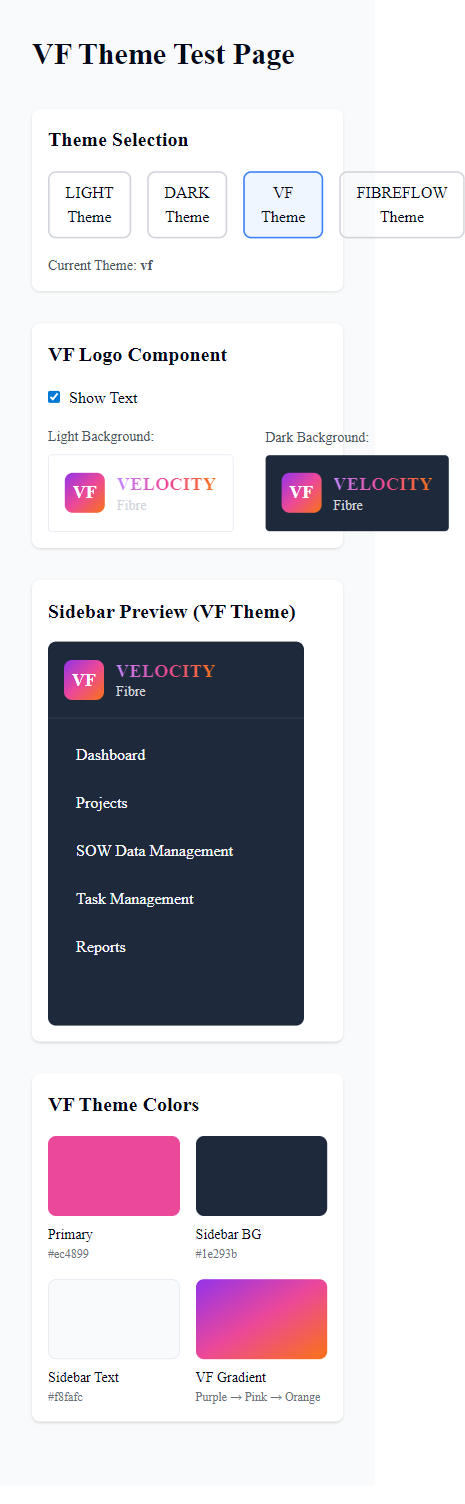 VF Theme Test Page
Theme Selection
LIGHT
Theme
DARK
Theme
VF
Theme
FIBREFLOW
Theme
Current Theme: vf
VF Logo Component
Show Text
Light Background:
VF
VELOCITY
Fibre
Dark Background:
VF
VELOCITY
Fibre
Sidebar Preview (VF Theme)
VF
VELOCITY
Fibre
Dashboard
Projects
SOW Data Management
Task Management
Reports
VF Theme Colors
Primary
#ec4899
Sidebar BG
#1e293b
Sidebar Text
#f8fafc
VF Gradient
Purple → Pink → Orange